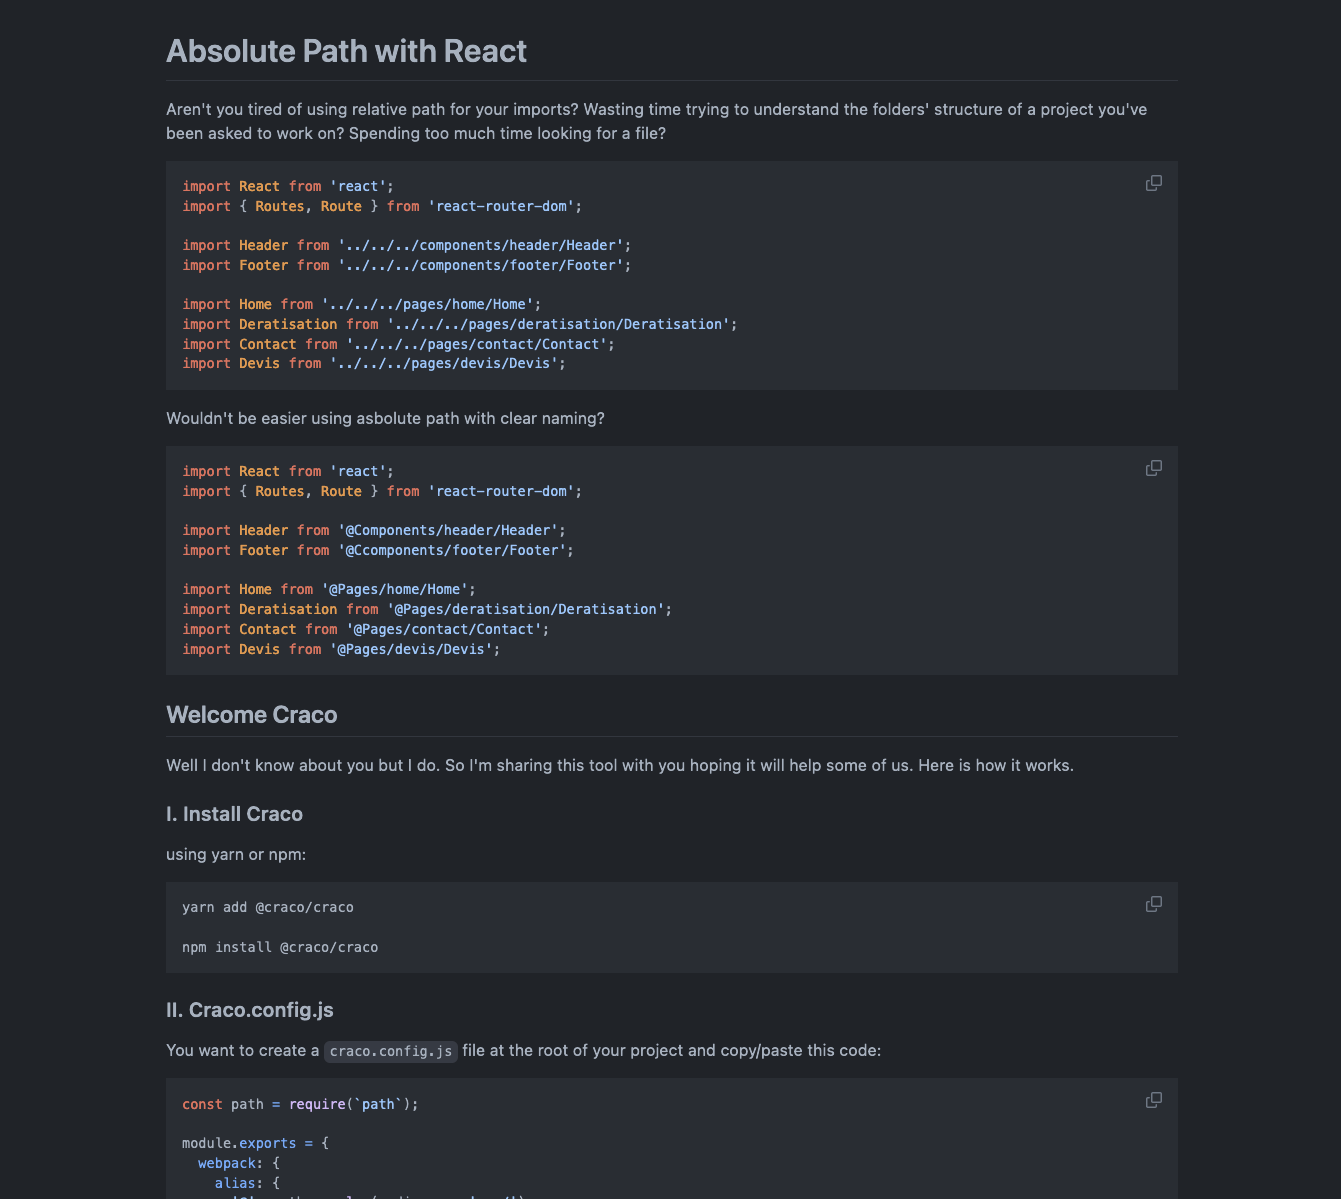 Absolute Path with React
Aren't you tired of using relative path for your imports? Wasting time trying to understand the folders' structure of a project you've
been asked to work on? Spending too much time looking for a file?
import React from 'react';
import { Routes, Route } from 'react-router-dom';
import Header from '../../../components/header/Header';
import Footer from '../../../components/footer/Footer';
import Home from '../../../pages/home/Home';
import Deratisation from '../../../pages/deratisation/Deratisation';
import Contact from '../../../pages/contact/Contact';
import Devis from '../../../pages/devis/Devis';
Wouldn't be easier using asbolute path with clear naming?
import React from 'react';
import { Routes, Route } from 'react-router-dom';
import Header from '@Components/header/Header';
import Footer from '@Ccomponents/footer/Footer';
import Home from '@Pages/home/Home';
import Deratisation from '@Pages/deratisation/Deratisation';
import Contact from '@Pages/contact/Contact';
import Devis from '@Pages/devis/Devis';
Welcome Craco
Well I don't know about you but I do. So I'm sharing this tool with you hoping it will help some of us. Here is how it works.
I. Install Craco
using yarn or npm:
yarn add @craco/craco
npm install @craco/craco
II. Craco.config.js
You want to create a craco.config.js file at the root of your project and copy/paste this code:
const path = require(`path`);
module.exports = {
webpack: {
alias: {